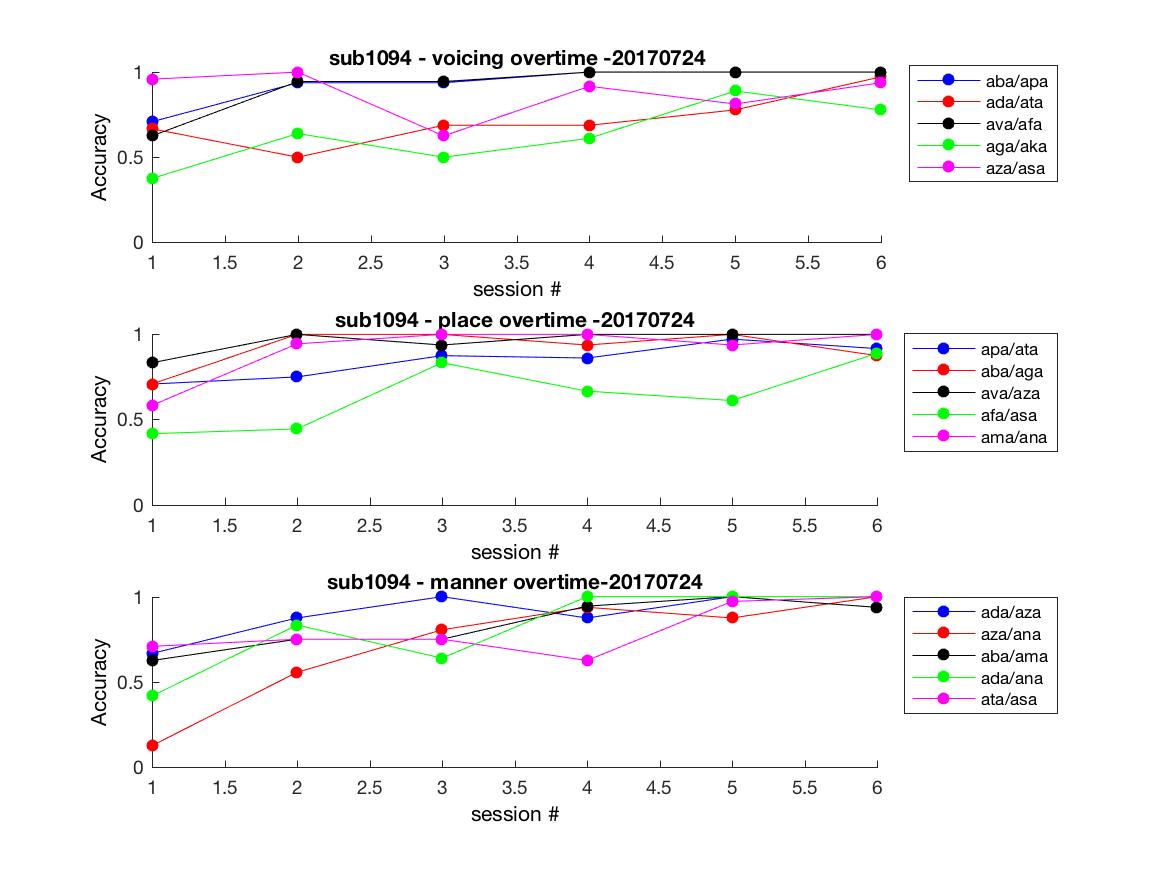 sub1094 - voicing overtime -20170724
1
0.5
0
Accuracy
1 1.5 2 2.5 3 3.5 4 4.5 5 5.5 6
session #
aba/apa
ada/ata
ava/afa
aga/aka
aza/asa
sub1094 - place overtime -20170724
1
0.5
0
Accuracy
1 1.5 2 2.5 3 3.5 4 4.5 5 5.5 6
session #
apa/ata
aba/aga
ava/aza
afa/asa
ama/ana
sub1094 - manner overtime-20170724
1
0.5
0
Accuracy
1 1.5 2 2.5 3 3.5 4 4.5 5 5.5 6
session #
ada/aza
aza/ana
aba/ama
ada/ana
ata/asa